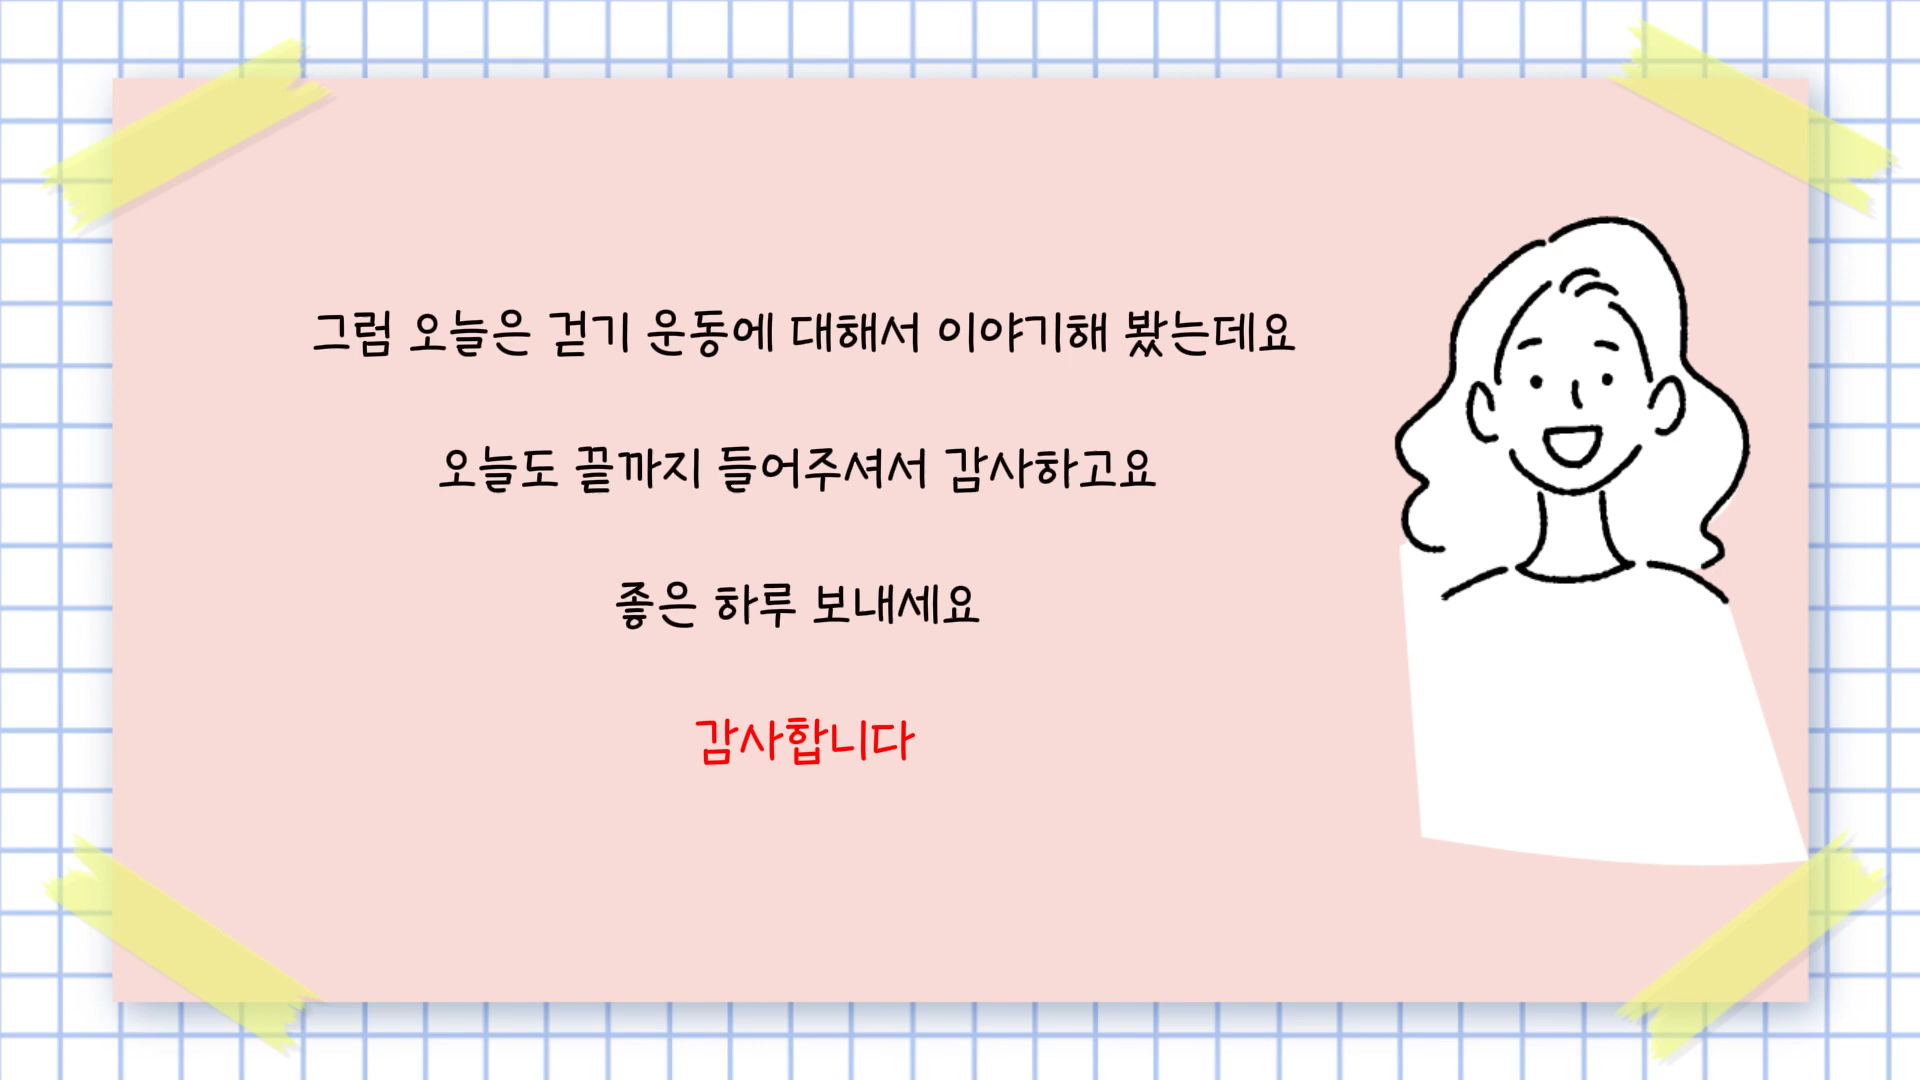 그럼 오늘은 걷기 운동에 대해서 이야기해 봤는데요
오늘도 끝까지 들어주셔서 감사하고요
좋은 하루 보내세요
감사합니다